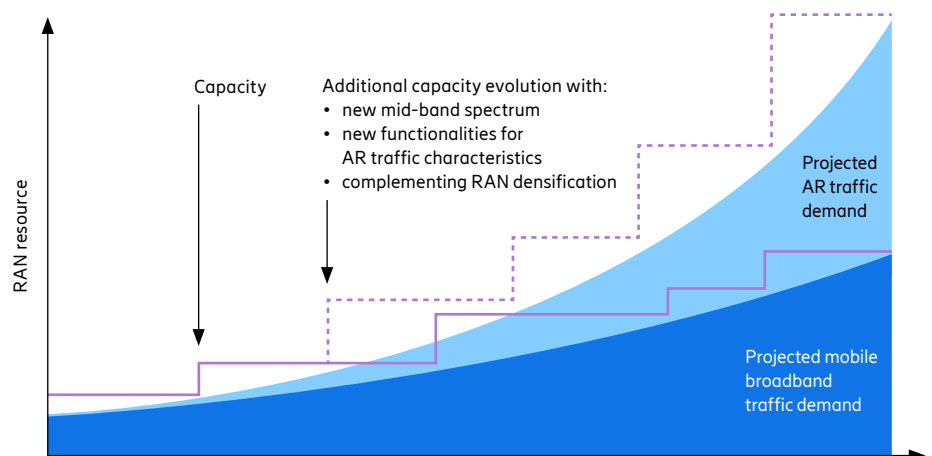 Capacity
Additional capacity evolution with:
• new mid-band spectrum
• new functionalities for
AR traffic characteristics
• complementing RAN densification
RAN resource
Projected
AR traffic
demand
Projected mobile
broadband
traffic demand